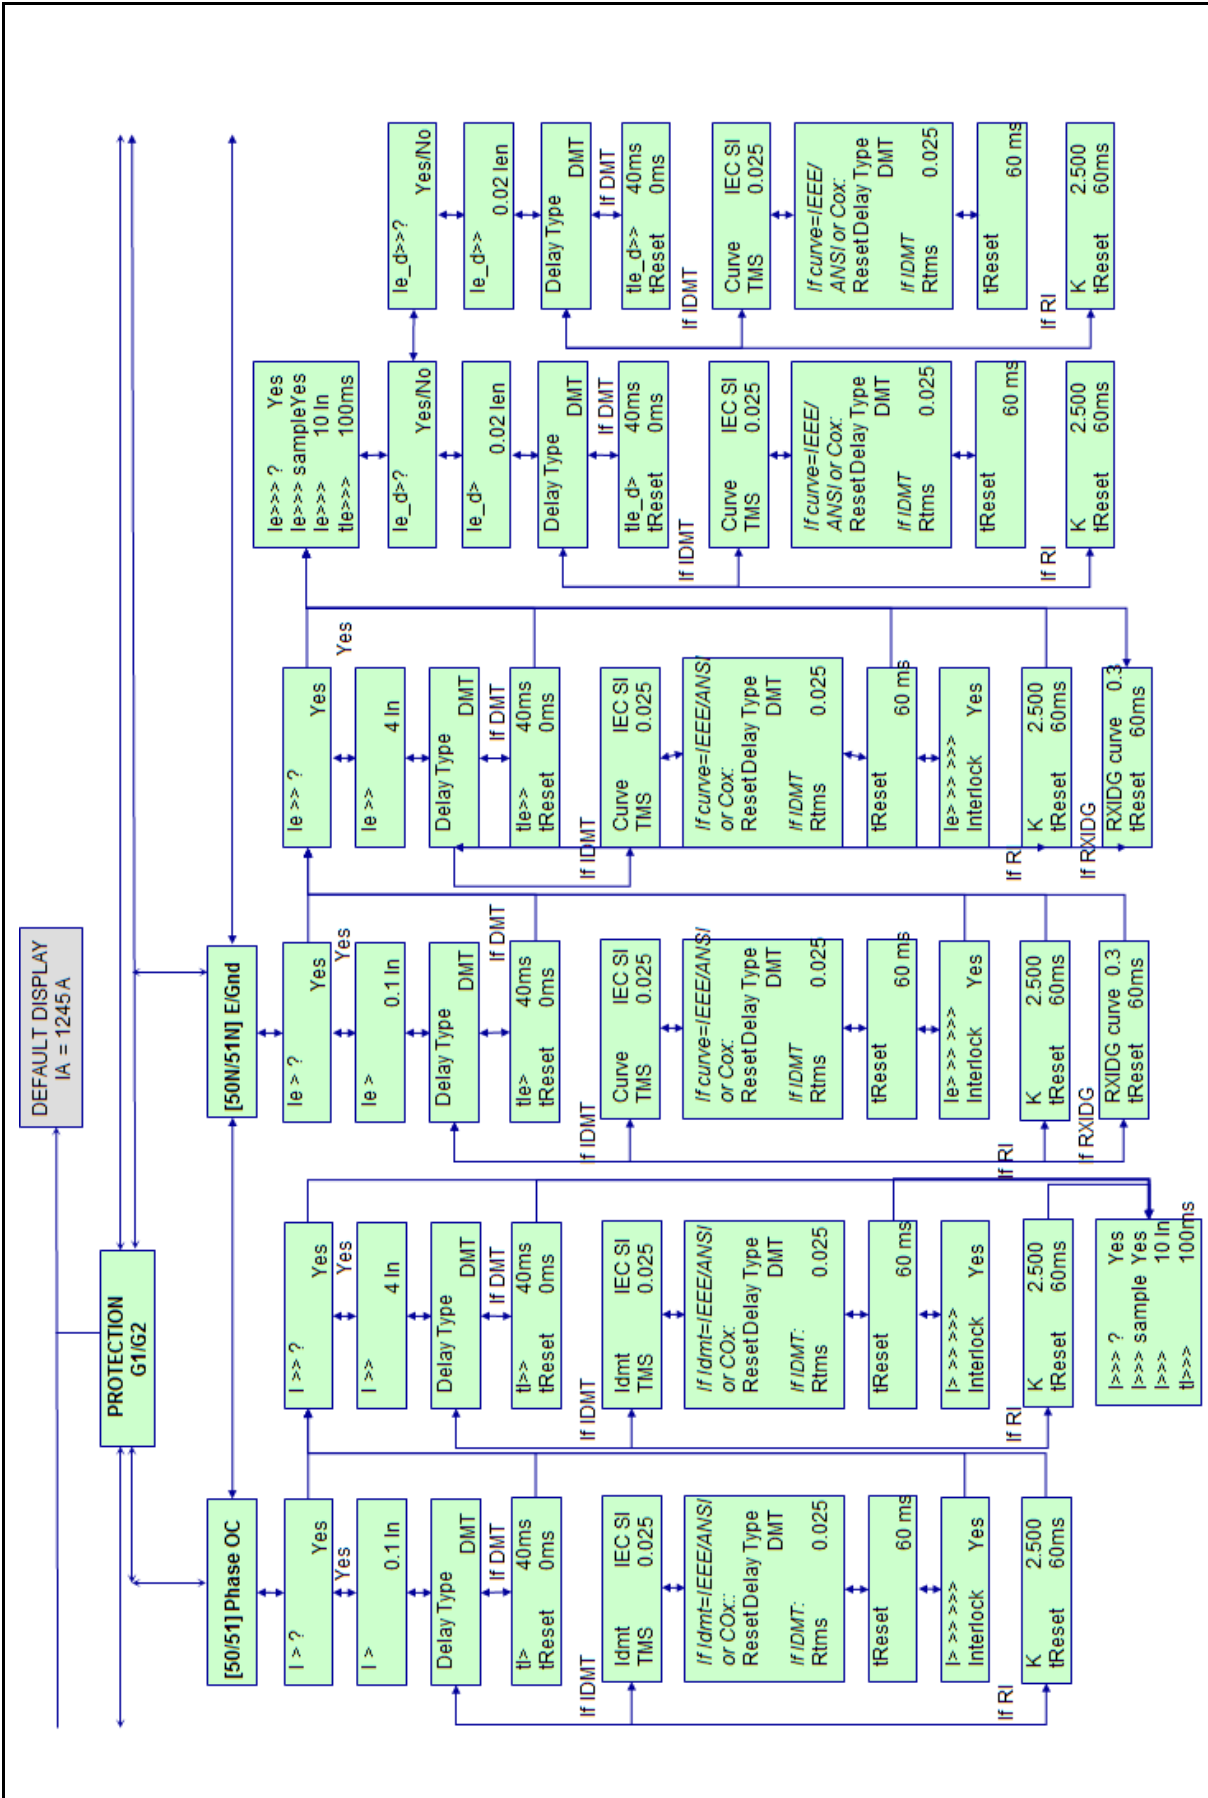 DEFAULT DISPLAY
IA = 1245 A
PROTECTION
G1/G2
[50/51] Phase OC
I > ?
Yes
Yes
I >
0.1 In
Delay Type
DMT
If DMT
tI> 40ms
tReset 0ms
If IDMT
Idmt IEC SI
TMS 0.025
If Idmt=IEEE/ANSI
or COx::
Reset Delay Type
DMT
If IDMT:
Rtms 0.025
tReset
60 ms
I> >> >>>
Interlock Yes
If RI
K 2.500
tReset 60ms
I >> ?
Yes
Yes
I >>
4 In
Delay Type
DMT
If DMT
tI>> 40ms
tReset 0ms
If IDMT
Idmt IEC SI
TMS 0.025
If Idmt=IEEE/ANSI
or COx:
Reset Delay Type
DMT
If IDMT:
Rtms 0.025
tReset
60 ms
I> >> >>>
Interlock Yes
If RI
K 2.500
tReset 60ms
I>>> ? Yes
I>>> sample Yes
I>>> 10 In
tI>>> 100ms
[50N/51N] E/Gnd
Ie > ?
Yes
Yes
Ie >
0.1 In
Delay Type
DMT
If DMT
tIe> 40ms
tReset 0ms
If IDMT
Curve IEC SI
TMS 0.025
If curve=IEEE/ANSI
or Cox:
Reset Delay Type
DMT
If IDMT
Rtms 0.025
tReset
60 ms
Ie> >> >>>
Interlock Yes
If RI
K 2.500
tReset 60ms
If RXIDG
RXIDG curve 0.3
tReset 60ms
Ie >> ?
Yes
Yes
Ie >>
4 In
Delay Type
DMT
If DMT
tIe>> 40ms
tReset 0ms
If IDMT
Curve IEC SI
TMS 0.025
If curve=IEEE/ANSI
or Cox:
Reset Delay Type
DMT
If IDMT
Rtms 0.025
tReset
60 ms
Ie> >> >>>
Interlock Yes
If RI
K 2.500
tReset 60ms
If RXIDG
RXIDG curve 0.3
tReset 60ms
Ie>>> ? Yes
Ie>>> sampleYes
Ie>>> 10 In
tIe>>> 100ms
Ie_d>?
Yes/No
Ie_d>
0.02 Ien
Delay Type
DMT
If DMT
tIe_d> 40ms
tReset 0ms
If IDMT
Curve IEC SI
TMS 0.025
If curve=IEEE/
ANSI or Cox:
Reset Delay Type
DMT
If IDMT
Rtms 0.025
tReset
60 ms
If RI
K 2.500
tReset 60ms
Ie_d>>?
Yes/No
Ie_d>>
0.02 Ien
Delay Type
DMT
If DMT
tIe_d>> 40ms
tReset 0ms
If IDMT
Curve IEC SI
TMS 0.025
If curve=IEEE/
ANSI or Cox:
Reset Delay Type
DMT
If IDMT
Rtms 0.025
tReset
60 ms
If RI
K 2.500
tReset 60ms